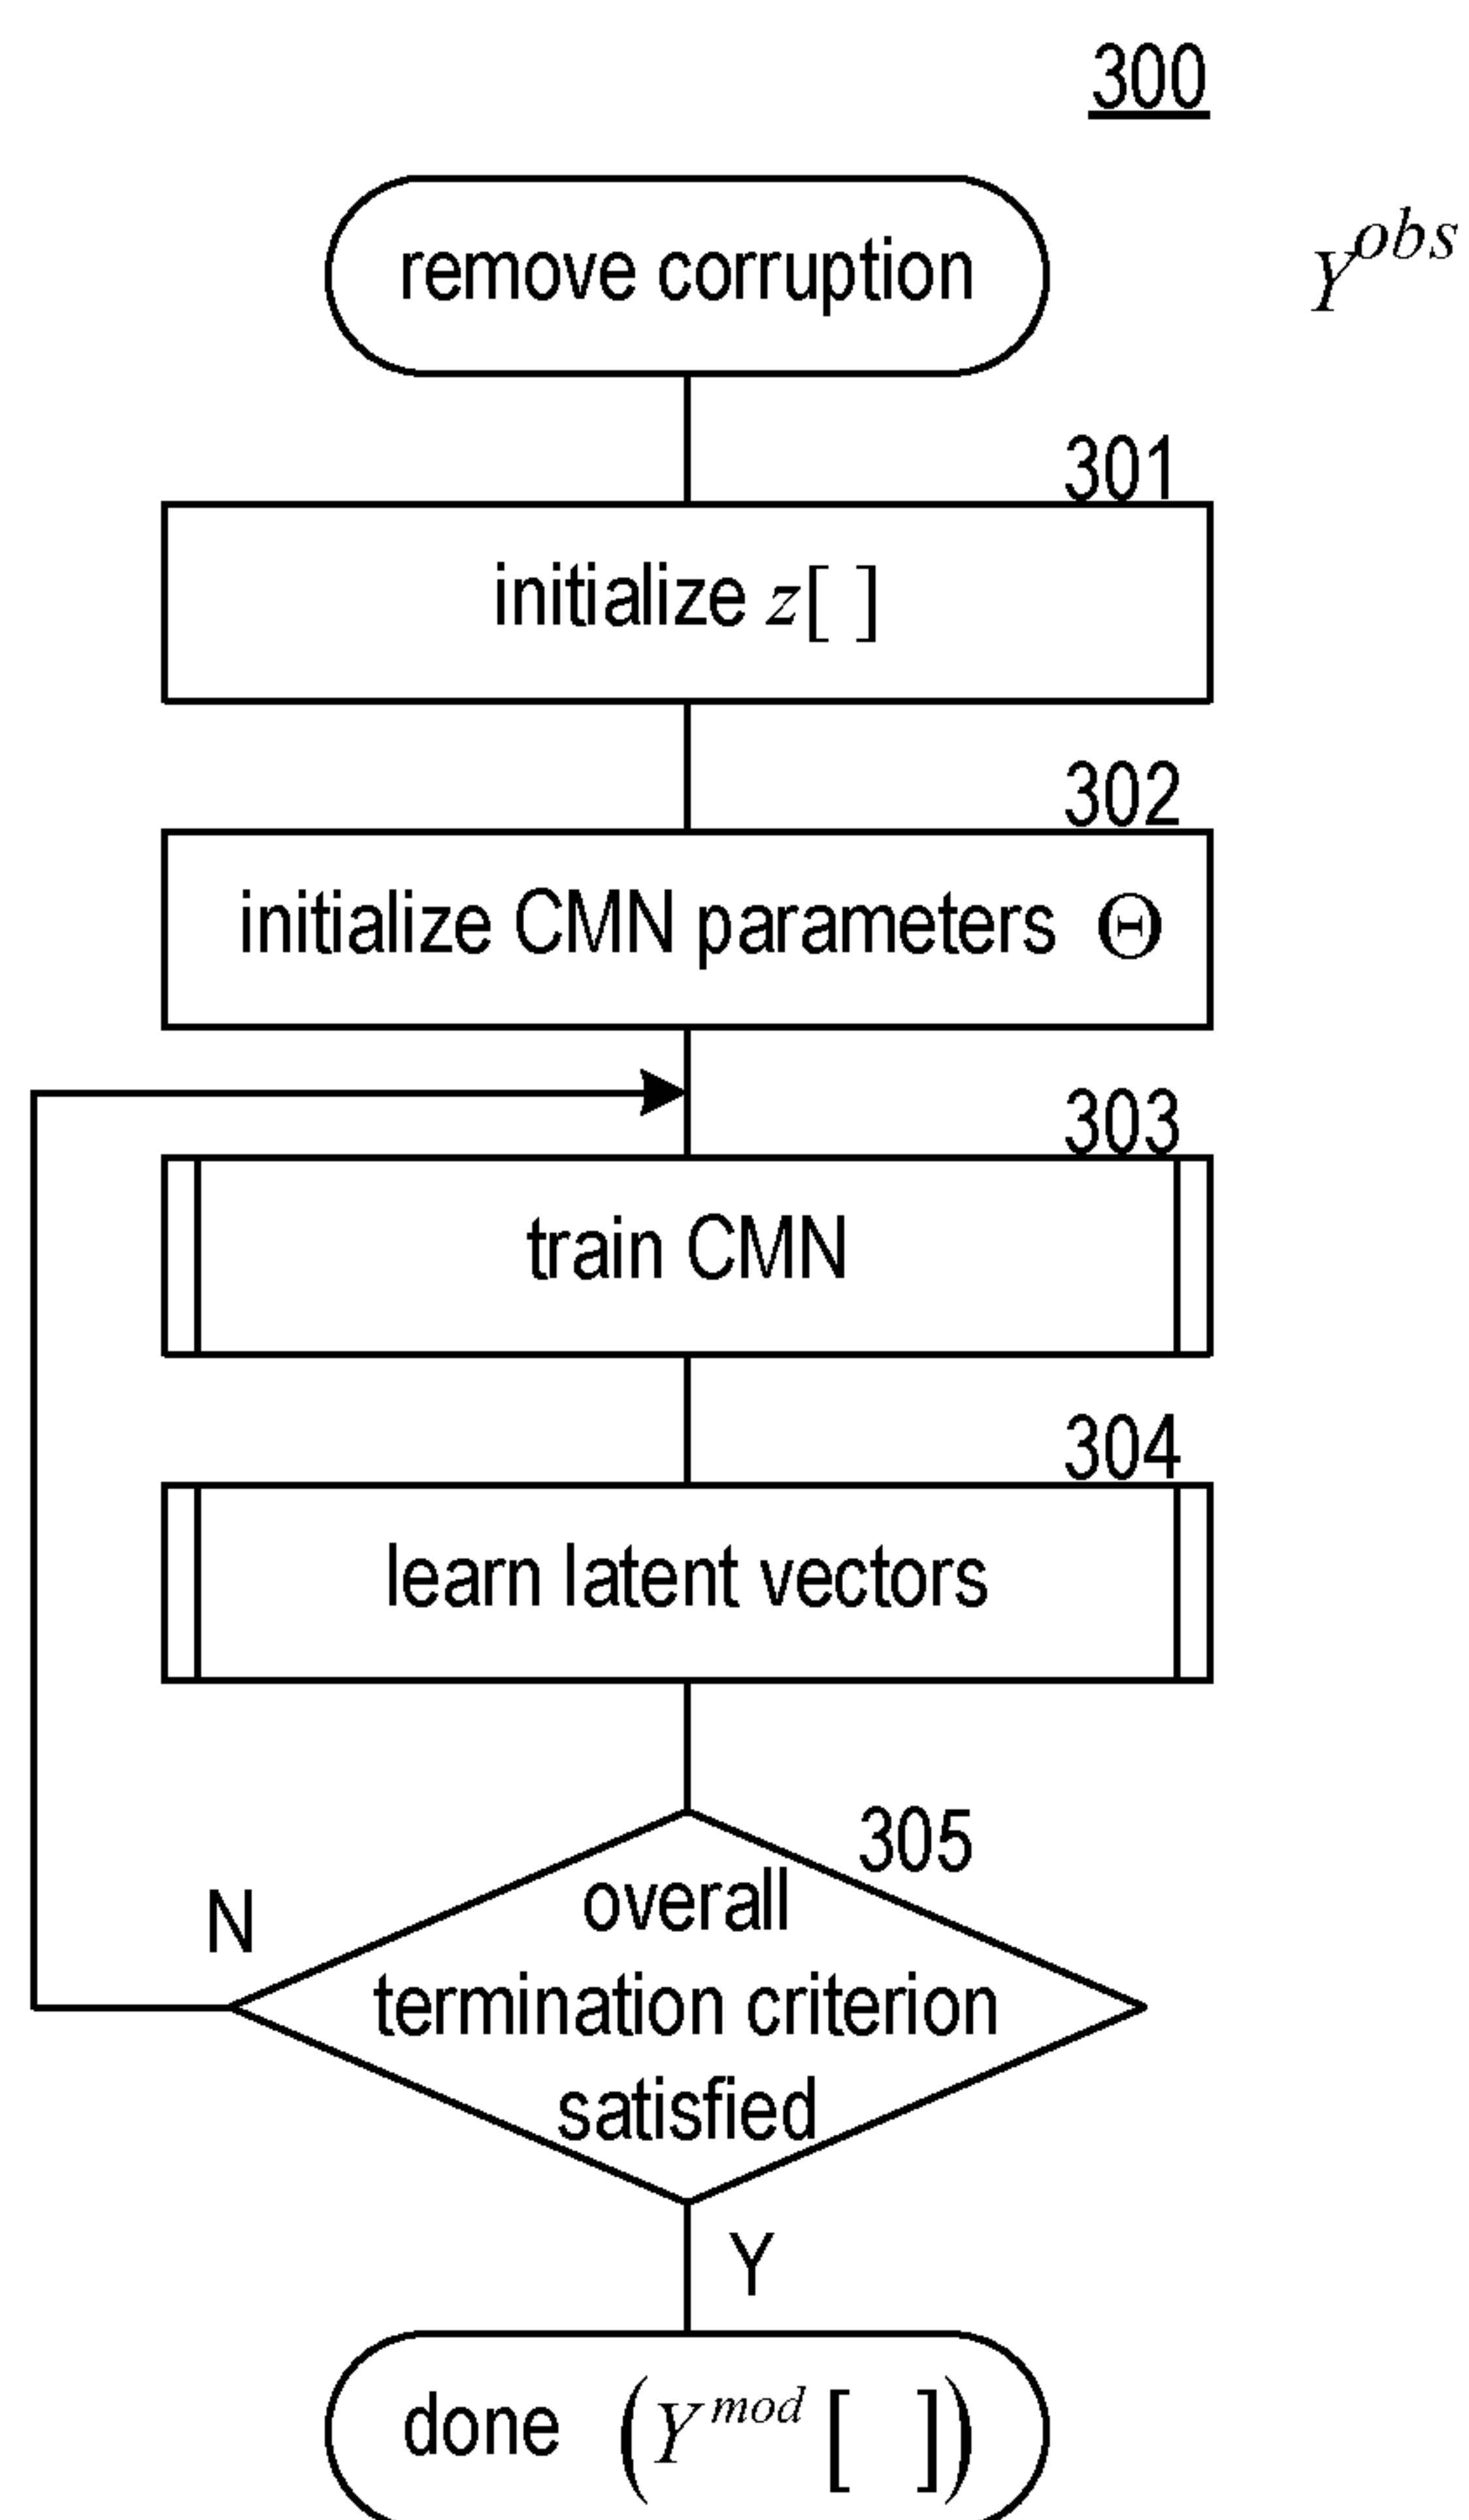 300
remove corruption
Y^obs
301
initialize z[ ]
302
initialize CMN parameters Θ
303
train CMN
304
learn latent vectors
305
overall
termination criterion
satisfied
N
Y
done (Y^mod [ ])